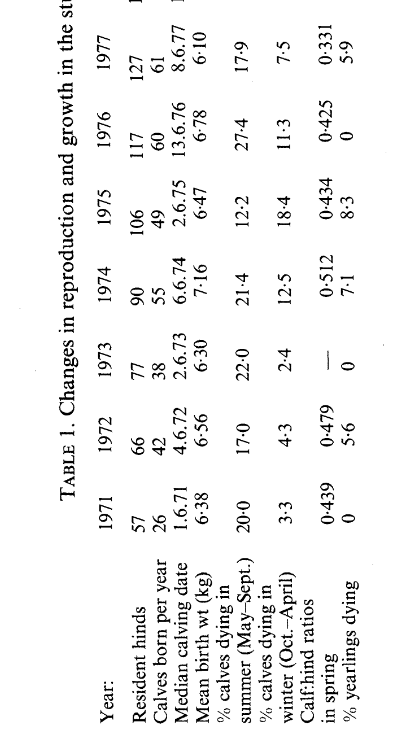 TABLE 1. Changes in reproduction and growth in the
Year: 1971 1972 1973 1974 1975 1976 1977
Resident hinds 57 66 77 90 106 117 127
Calves born per year 26 42 38 55 49 60 61
Median calving date 1.6.71 4.6.72 2.6.73 6.6.74 2.6.75 13.6.76 8.6.77
Mean birth wt (kg) 6·38 6·56 6·30 7·16 6·47 6·78 6·10
% calves dying in
summer (May–Sept.) 20·0 17·0 22·0 21·4 12·2 27·4 17·9
% calves dying in
winter (Oct.–April) 3·3 4·3 2·4 12·5 18·4 11·3 7·5
Calf:hind ratios
in spring 0·439 0·479 — 0·512 0·434 0·425 0·331
% yearlings dying 0 5·6 0 7·1 8·3 0 5·9